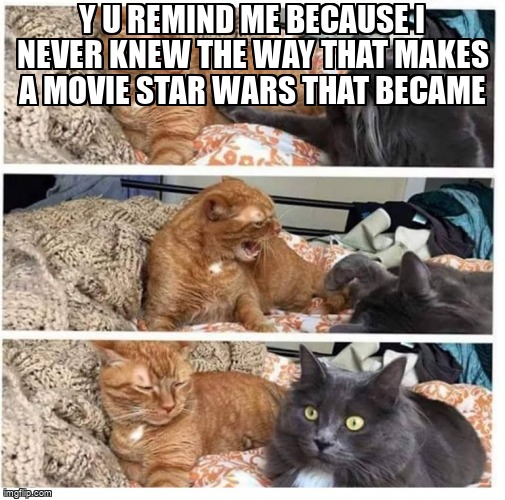 Y U REMIND ME BECAUSE I
NEVER KNEW THE WAY THAT MAKES
A MOVIE STAR WARS THAT BECAME
imgflip.com